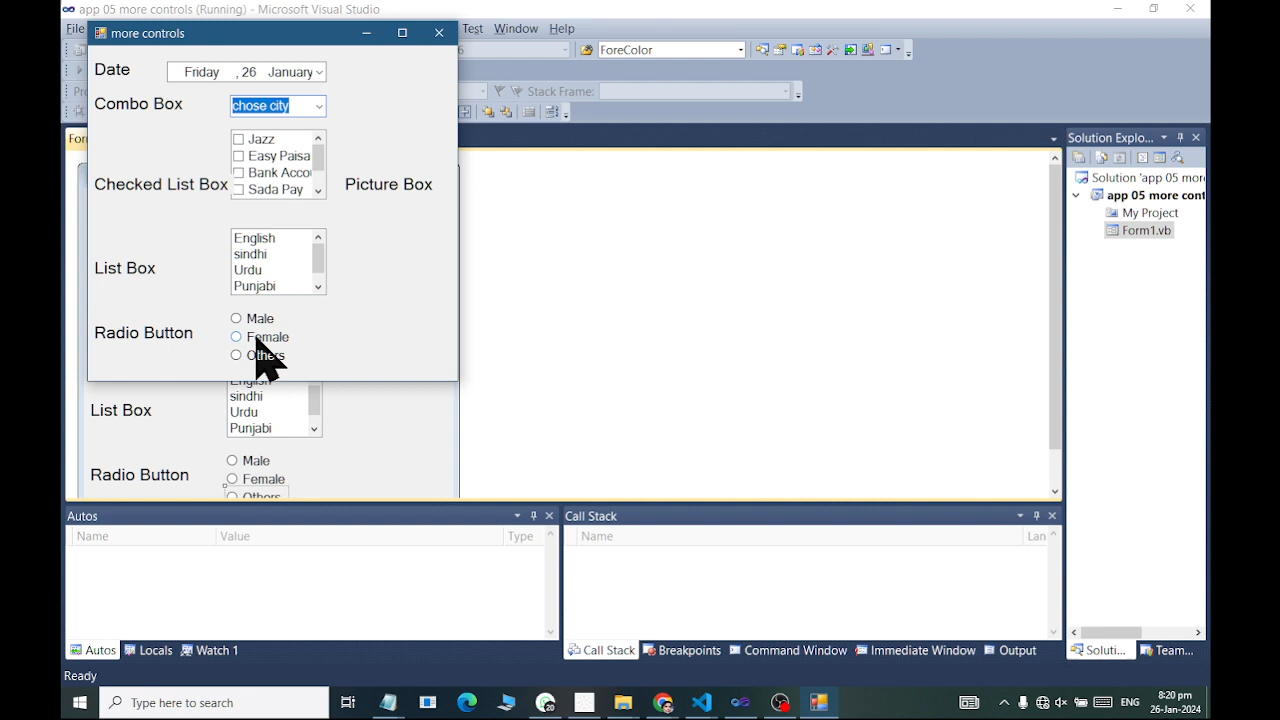 app 05 more controls (Running) - Microsoft Visual Studio
File
Test Window Help
more controls
ForeColor
Stack Frame:
Date
Friday , 26 January
Combo Box
chose city
Jazz
Easy Paisa
Bank Accou
Sada Pay
Checked List Box
Picture Box
English
sindhi
Urdu
Punjabi
List Box
Male
Female
Others
Radio Button
English
sindhi
Urdu
Punjabi
List Box
Male
Female
Others
Radio Button
Solution Explo...
Solution 'app 05 more
app 05 more cont
My Project
Form1.vb
Autos
Name Value Type
Call Stack
Name Lan
Autos Locals Watch 1
Call Stack Breakpoints Command Window Immediate Window Output
Soluti... Team...
Ready
Type here to search
ENG
8:20 pm
26-Jan-2024